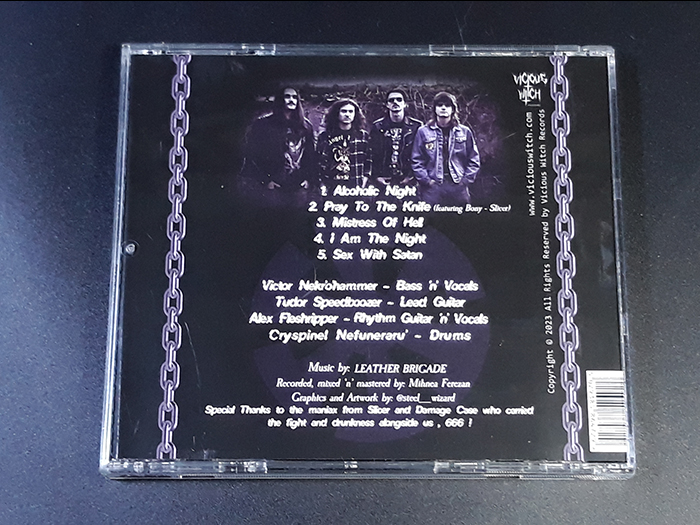 VICIOUS
WITCH
1. Alcoholic Night
2. Pray To The Knife (featuring Bony - Slicer)
3. Mistress Of Hell
4. I Am The Night
5. Sex With Satan
Victor Nekrohammer - Bass 'n' Vocals
Tudor Speedboozer - Lead Guitar
Alex Fleshripper - Rhythm Guitar 'n' Vocals
Cryspinel Nefuneraru' - Drums
Music by: LEATHER BRIGADE
Recorded, mixed 'n' mastered by: Mihnea Ferezan
Graphics and Artwork by: @steel__wizard
Special Thanks to the maniax from Slicer and Damage Case who carried
the fight and drunkness alongside us , 666 !
www.viciouswitch.com
Copyright © 2023 All Rights Reserved by Vicious Witch Records